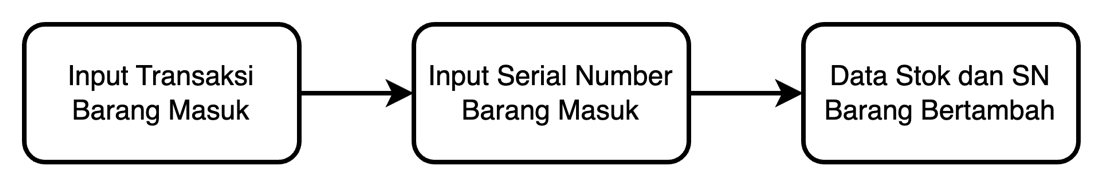 Input Transaksi
Barang Masuk
Input Serial Number
Barang Masuk
Data Stok dan SN
Barang Bertambah